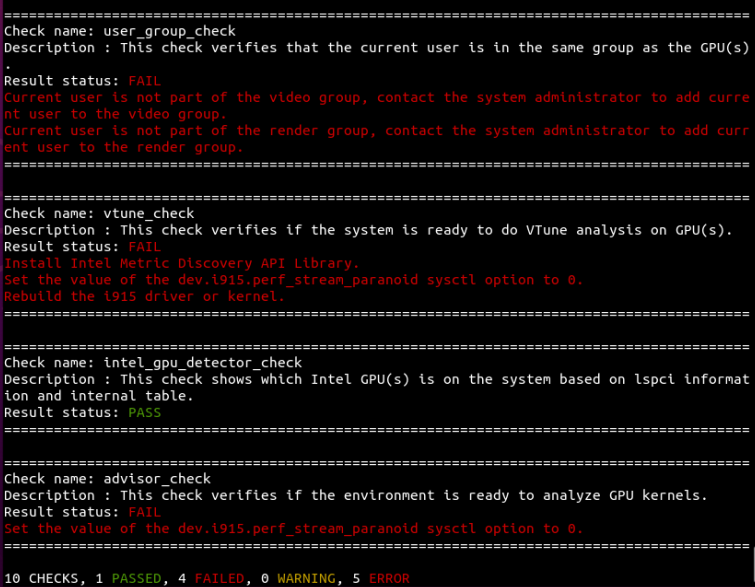 ================================================================================
Check name: user_group_check
Description : This check verifies that the current user is in the same group as the GPU(s)
.
Result status: FAIL
Current user is not part of the video group, contact the system administrator to add curre
nt user to the video group.
Current user is not part of the render group, contact the system administrator to add curr
ent user to the render group.
================================================================================
================================================================================
Check name: vtune_check
Description : This check verifies if the system is ready to do VTune analysis on GPU(s).
Result status: FAIL
Install Intel Metric Discovery API Library.
Set the value of the dev.i915.perf_stream_paranoid sysctl option to 0.
Rebuild the i915 driver or kernel.
================================================================================
================================================================================
Check name: intel_gpu_detector_check
Description : This check shows which Intel GPU(s) is on the system based on lspci informat
ion and internal table.
Result status: PASS
================================================================================
================================================================================
Check name: advisor_check
Description : This check verifies if the environment is ready to analyze GPU kernels.
Result status: FAIL
Set the value of the dev.i915.perf_stream_paranoid sysctl option to 0.
================================================================================
10 CHECKS, 1 PASSED, 4 FAILED, 0 WARNING, 5 ERROR